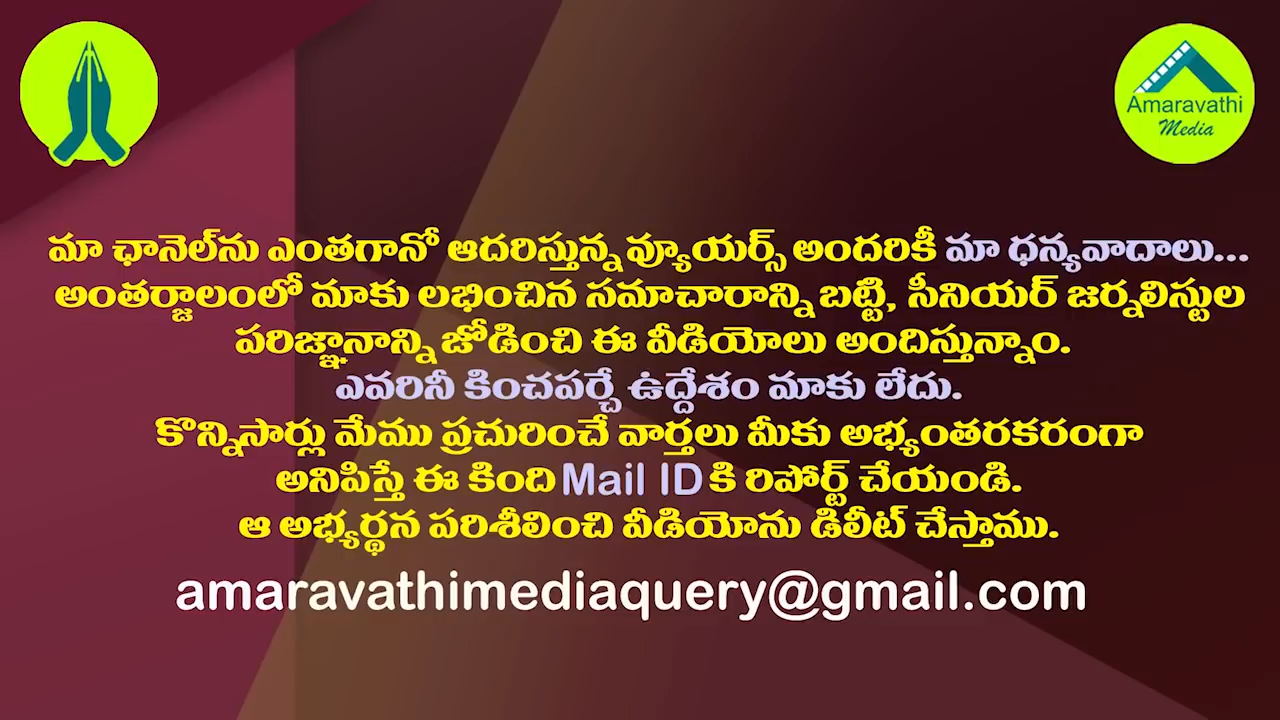 Amaravathi
Media
మా ఛానెల్‌ను ఎంతగానో ఆదరిస్తున్న వ్యూయర్స్ అందరికీ మా ధన్యవాదాలు...
అంతర్జాలంలో మాకు లభించిన సమాచారాన్ని బట్టి, సీనియర్ జర్నలిస్టుల
పరిజ్ఞానాన్ని జోడించి ఈ వీడియోలు అందిస్తున్నాం.
ఎవరినీ కించపర్చే ఉద్దేశం మాకు లేదు.
కొన్నిసార్లు మేము ప్రచురించే వార్తలు మీకు అభ్యంతరకరంగా
అనిపిస్తే ఈ కింది Mail ID కి రిపోర్ట్ చేయండి.
ఆ అభ్యర్థన పరిశీలించి వీడియోను డిలీట్ చేస్తాము.
amaravathimediaquery@gmail.com